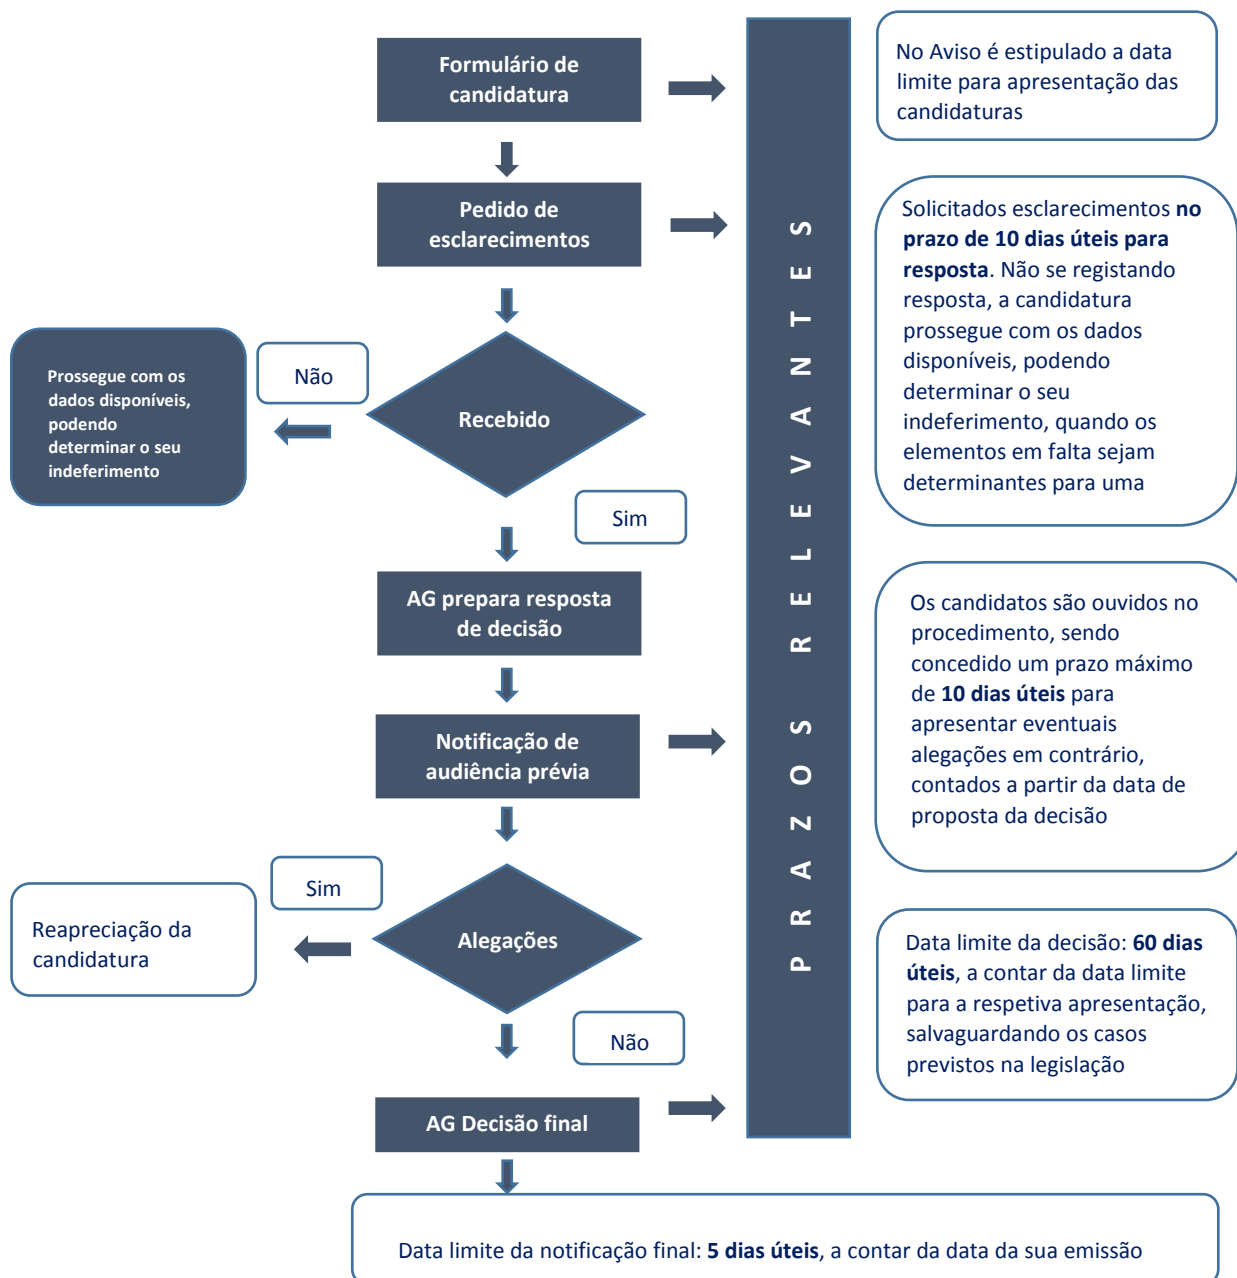 Formulário de
candidatura
No Aviso é estipulado a data
limite para apresentação das
candidaturas
Pedido de
esclarecimentos
Solicitados esclarecimentos no
prazo de 10 dias úteis para
resposta. Não se registando
resposta, a candidatura
prossegue com os dados
disponíveis, podendo
determinar o seu
indeferimento, quando os
elementos em falta sejam
determinantes para uma
Prossegue com os
dados disponíveis,
podendo
determinar o seu
indeferimento
Não
Recebido
Sim
PRAZOS RELEVANTES
AG prepara resposta
de decisão
Os candidatos são ouvidos no
procedimento, sendo
concedido um prazo máximo
de 10 dias úteis para
apresentar eventuais
alegações em contrário,
contados a partir da data de
proposta da decisão
Notificação de
audiência prévia
Sim
Reapreciação da
candidatura
Alegações
Não
Data limite da decisão: 60 dias
úteis, a contar da data limite
para a respetiva apresentação,
salvaguardando os casos
previstos na legislação
AG Decisão final
Data limite da notificação final: 5 dias úteis, a contar da data da sua emissão